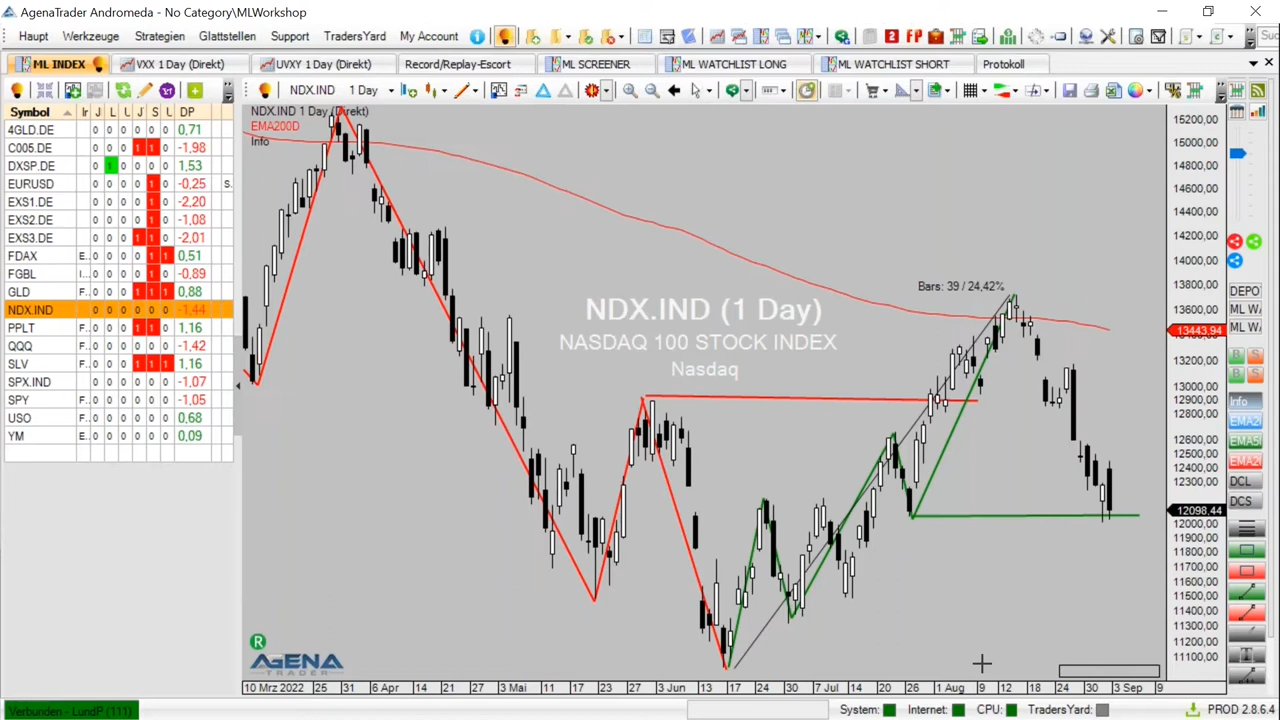 AgenaTrader Andromeda - No Category\MLWorkshop
Haupt Werkzeuge Strategien Glattstellen Support TradersYard My Account
ML INDEX VXX 1 Day (Direkt) UVXY 1 Day (Direkt) Record/Replay-Escort ML SCREENER ML WATCHLIST LONG ML WATCHLIST SHORT Protokoll
NDX.IND 1 Day
Symbol Ir J L U J S U DP
4GLD.DE 0 0 0 0 0 0 0,71
C005.DE 0 0 0 1 1 0 -1,98
DXSP.DE 0 1 0 0 0 0 1,53
EURUSD 0 0 0 0 1 0 -0,25 S.
EXS1.DE 0 0 0 0 1 0 -2,20
EXS2.DE 0 0 0 0 1 0 -1,08
EXS3.DE 0 0 0 1 1 0 -2,01
FDAX E.. 0 0 0 0 1 1 0,51
FGBL I... 0 0 0 0 1 0 -0,89
GLD F.. 0 0 0 1 1 1 0,88
NDX.IND 0 0 0 0 0 0 -1,44
PPLT F.. 0 0 0 1 1 0 1,16
QQQ F.. 0 0 0 0 0 0 -1,42
SLV F.. 0 0 0 1 1 1 1,16
SPX.IND 0 0 0 0 0 0 -1,07
SPY F.. 0 0 0 0 0 0 -1,05
USO F.. 0 0 0 0 0 0 0,68
YM E.. 0 0 0 0 0 0 0,09
NDX.IND 1 Day (Direkt)
EMA200D
Info
Bars: 39 / 24,42%
NDX.IND (1 Day)
NASDAQ 100 STOCK INDEX
Nasdaq
15200,00
15000,00
14800,00
14600,00
14400,00
14200,00
14000,00
13800,00
13600,00
13443,94
13200,00
13000,00
12900,00
12800,00
12600,00
12500,00
12400,00
12300,00
12098,44
12000,00
11900,00
11800,00
11700,00
11600,00
11500,00
11400,00
11300,00
11200,00
11100,00
DEPO
ML W
ML W
B S
B S
Info
EMA2
EMA5
EMA2
DCL
DCS
R
AGENA
TRADER
10 Mrz 2022 25 31 6 Apr 14 21 27 3 Mai 11 17 23 27 3 Jun 13 17 24 30 7 Jul 14 20 26 1 Aug 9 12 18 24 30 3 Sep 9
Verbunden - LundP (111) System: Internet: CPU: TradersYard: PROD 2.8.6.4